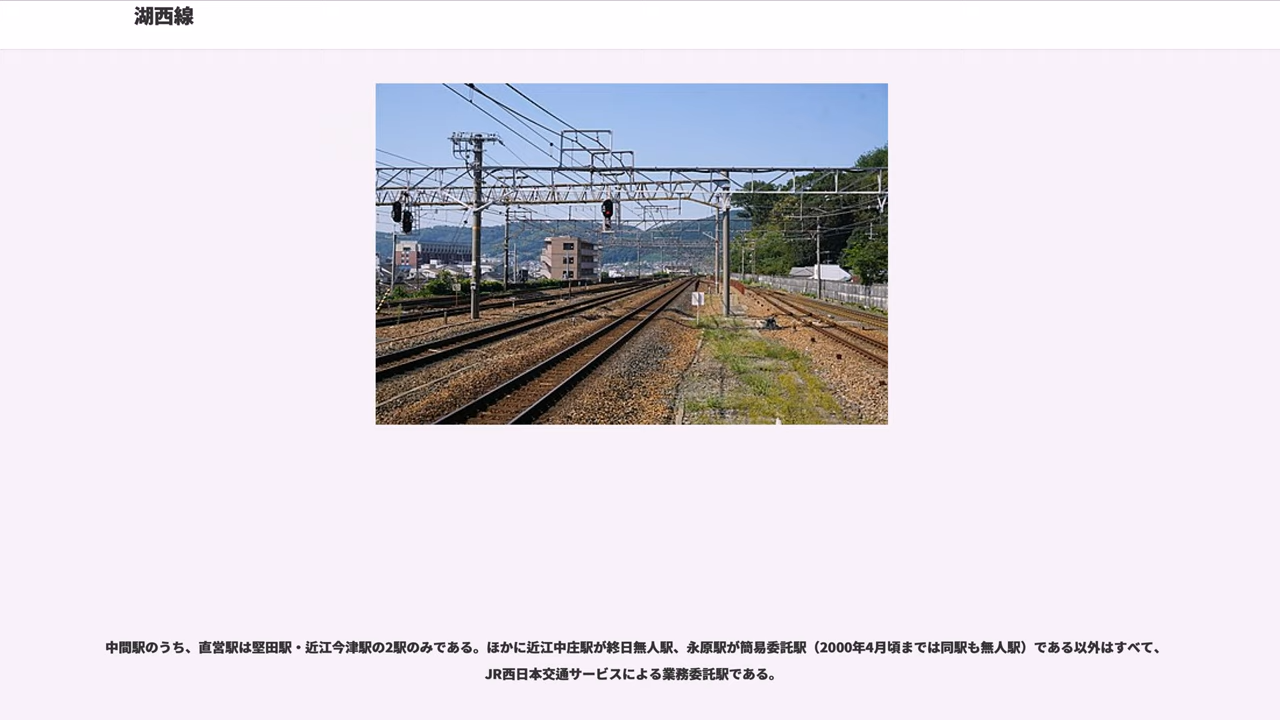 湖西線
中間駅のうち、直営駅は堅田駅・近江今津駅の2駅のみである。ほかに近江中庄駅が終日無人駅、永原駅が簡易委託駅（2000年4月頃までは同駅も無人駅）である以外はすべて、
JR西日本交通サービスによる業務委託駅である。